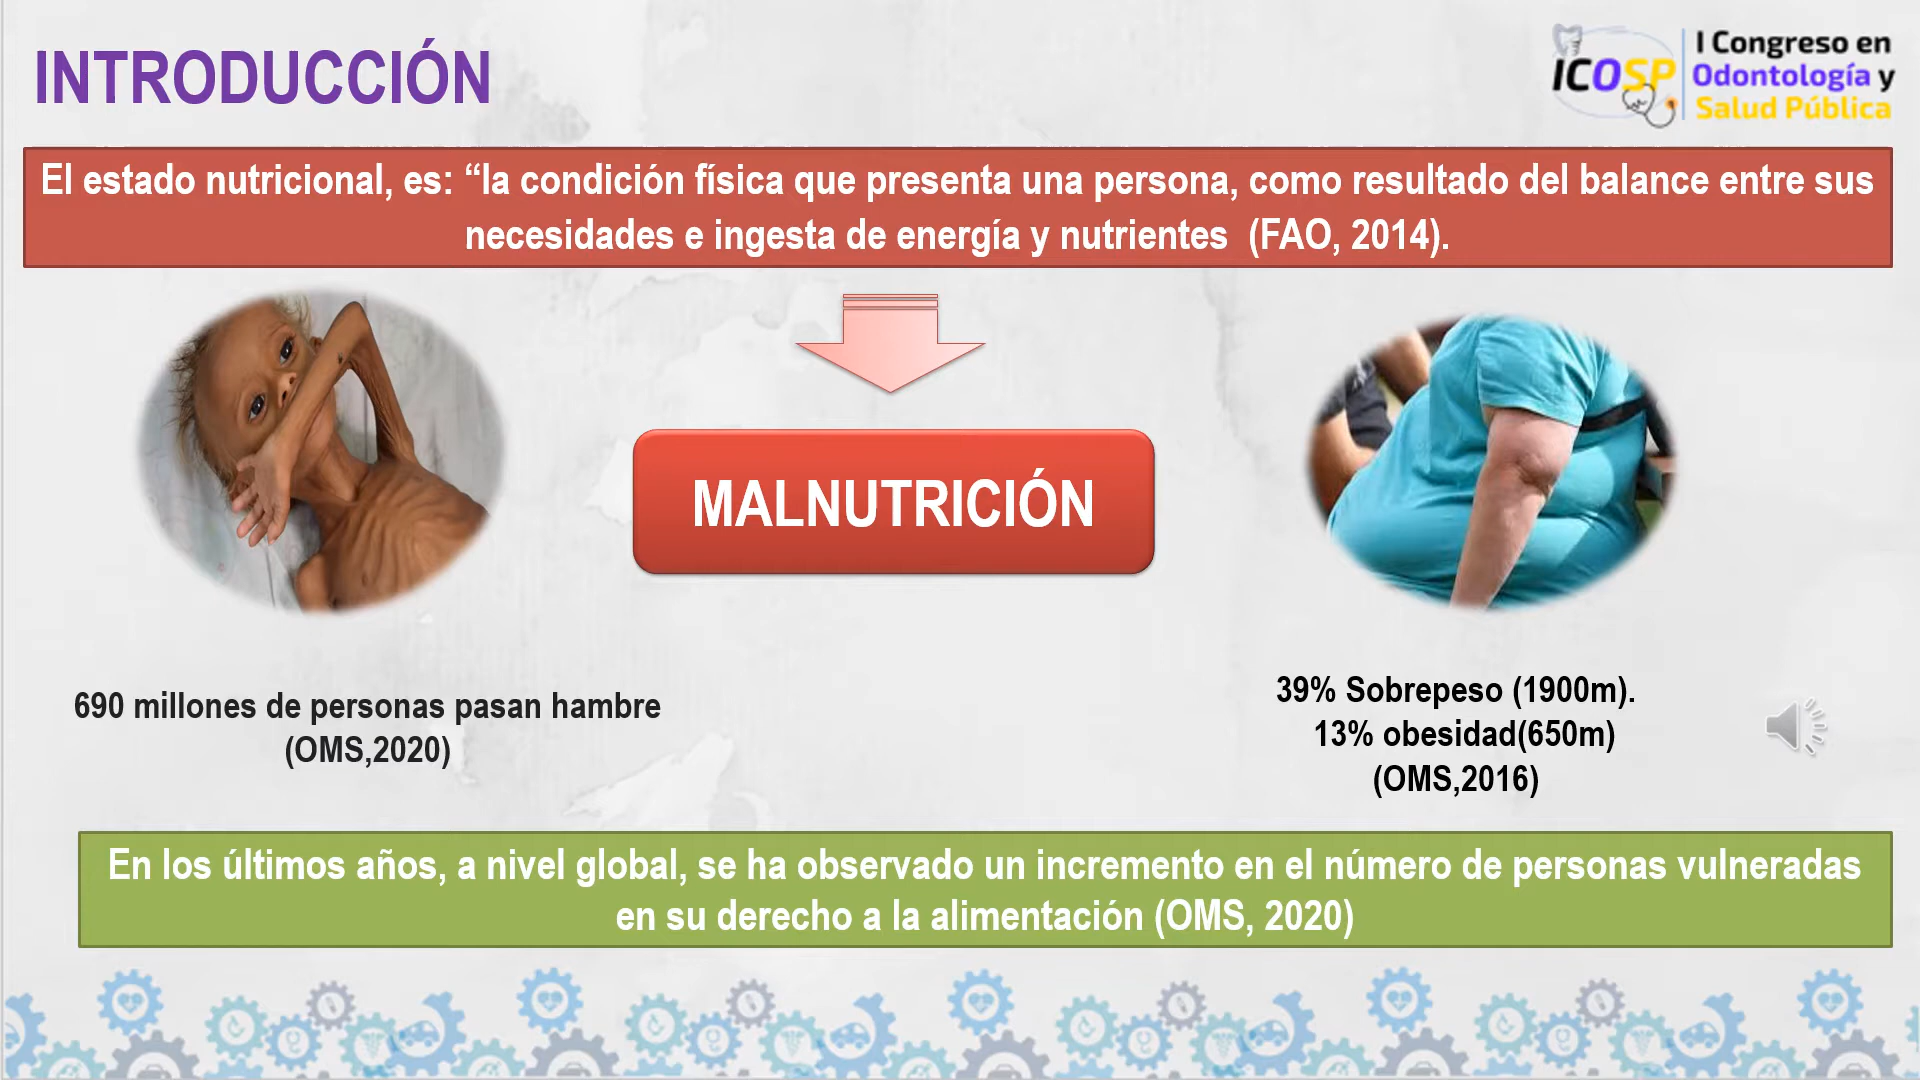 INTRODUCCIÓN
ICOSP
I Congreso en
Odontología y
Salud Pública
El estado nutricional, es: “la condición física que presenta una persona, como resultado del balance entre sus
necesidades e ingesta de energía y nutrientes (FAO, 2014).
MALNUTRICIÓN
690 millones de personas pasan hambre
(OMS,2020)
39% Sobrepeso (1900m).
13% obesidad(650m)
(OMS,2016)
En los últimos años, a nivel global, se ha observado un incremento en el número de personas vulneradas
en su derecho a la alimentación (OMS, 2020)